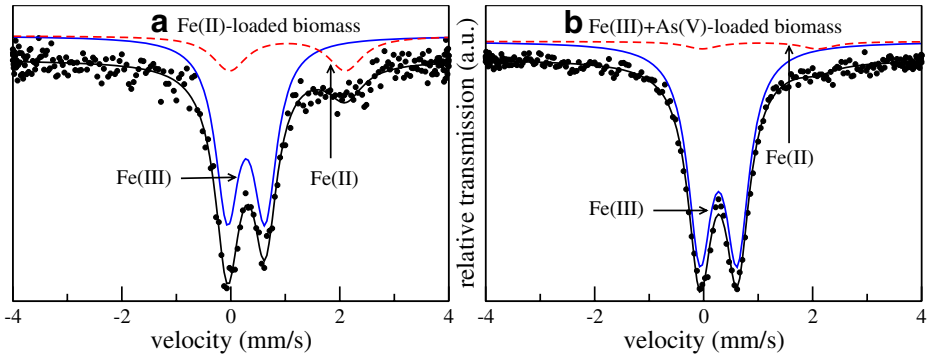 a Fe(II)-loaded biomass
Fe(III)
Fe(II)
-4 -2 0 2 4
velocity (mm/s)
relative transmission (a.u.)
b Fe(III)+As(V)-loaded biomass
Fe(II)
Fe(III)
-4 -2 0 2 4
velocity (mm/s)